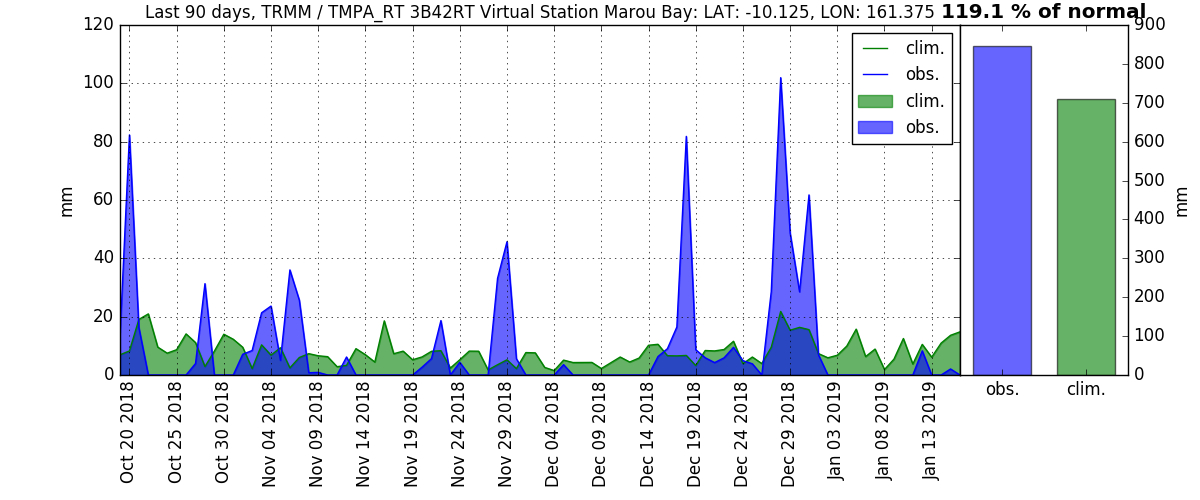 Last 90 days, TRMM / TMPA_RT 3B42RT Virtual Station Marou Bay: LAT: -10.125, LON: 161.375 119.1 % of normal
120
100
80
60
40
20
0
mm
clim.
obs.
clim.
obs.
Oct 20 2018
Oct 25 2018
Oct 30 2018
Nov 04 2018
Nov 09 2018
Nov 14 2018
Nov 19 2018
Nov 24 2018
Nov 29 2018
Dec 04 2018
Dec 09 2018
Dec 14 2018
Dec 19 2018
Dec 24 2018
Dec 29 2018
Jan 03 2019
Jan 08 2019
Jan 13 2019
900
800
700
600
500
400
300
200
100
0
mm
obs.
clim.